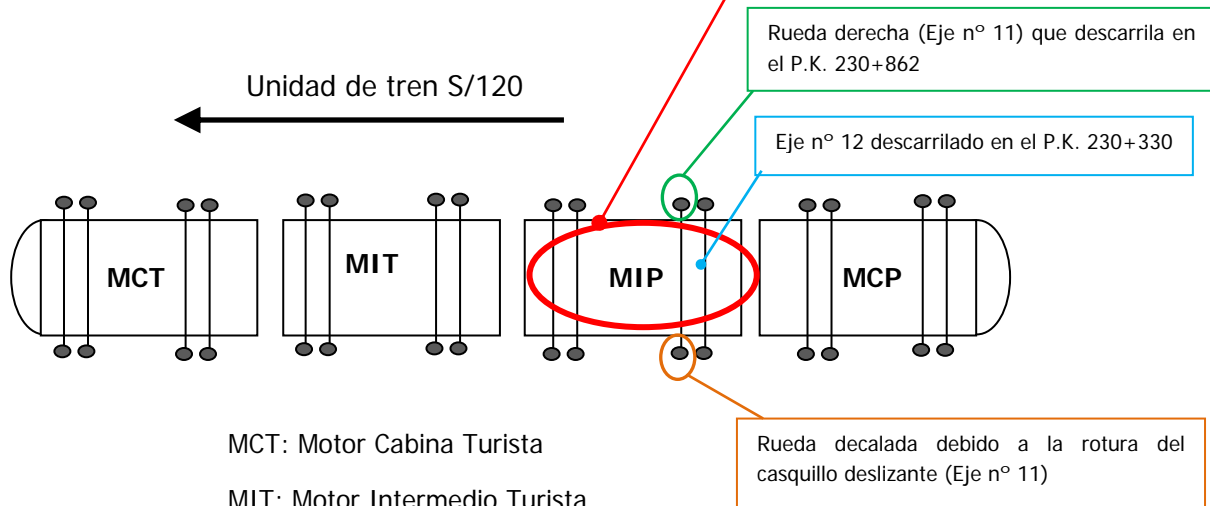 Rueda derecha (Eje nº 11) que descarrila en
el P.K. 230+862
Unidad de tren S/120
Eje nº 12 descarrilado en el P.K. 230+330
MCT
MIT
MIP
MCP
MCT: Motor Cabina Turista
Rueda decalada debido a la rotura del
casquillo deslizante (Eje nº 11)
MIT: Motor Intermedio Turista